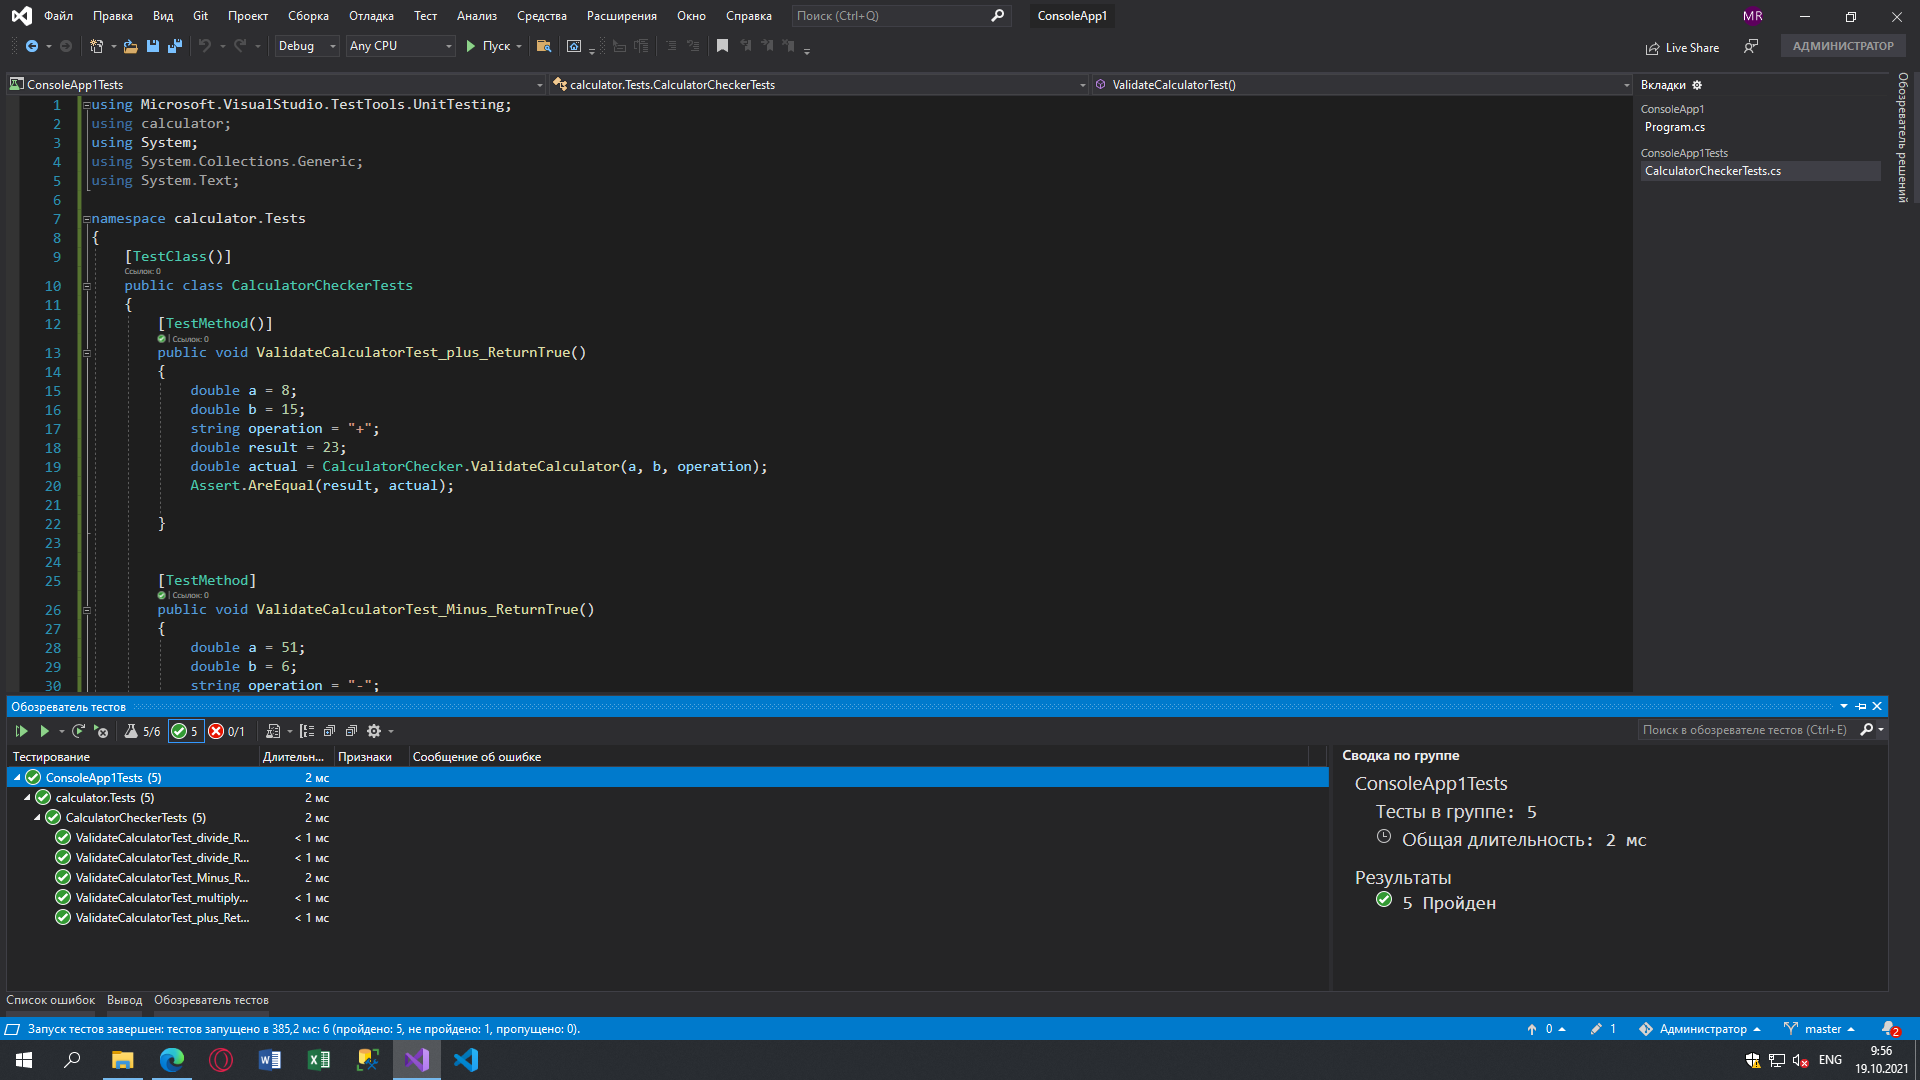 Файл Правка Вид Git Проект Сборка Отладка Тест Анализ Средства Расширения Окно Справка Поиск (Ctrl+Q) ConsoleApp1 MR
Debug Any CPU Пуск Live Share АДМИНИСТРАТОР
ConsoleApp1Tests calculator.Tests.CalculatorCheckerTests ValidateCalculatorTest()
1 using Microsoft.VisualStudio.TestTools.UnitTesting;
2 using calculator;
3 using System;
4 using System.Collections.Generic;
5 using System.Text;
6
7 namespace calculator.Tests
8 {
9 [TestClass()]
Ссылок: 0
10 public class CalculatorCheckerTests
11 {
12 [TestMethod()]
| Ссылок: 0
13 public void ValidateCalculatorTest_plus_ReturnTrue()
14 {
15 double a = 8;
16 double b = 15;
17 string operation = "+";
18 double result = 23;
19 double actual = CalculatorChecker.ValidateCalculator(a, b, operation);
20 Assert.AreEqual(result, actual);
21
22 }
23
24
25 [TestMethod]
| Ссылок: 0
26 public void ValidateCalculatorTest_Minus_ReturnTrue()
27 {
28 double a = 51;
29 double b = 6;
30 string operation = "-";
Вкладки
ConsoleApp1
Program.cs
ConsoleApp1Tests
CalculatorCheckerTests.cs
Обозреватель решений
Обозреватель тестов
5/6 5 0/1 Поиск в обозревателе тестов (Ctrl+E)
Тестирование Длительн... Признаки Сообщение об ошибке
ConsoleApp1Tests (5) 2 мс
calculator.Tests (5) 2 мс
CalculatorCheckerTests (5) 2 мс
ValidateCalculatorTest_divide_R... < 1 мс
ValidateCalculatorTest_divide_R... < 1 мс
ValidateCalculatorTest_Minus_R... 2 мс
ValidateCalculatorTest_multiply... < 1 мс
ValidateCalculatorTest_plus_Ret... < 1 мс
Сводка по группе
ConsoleApp1Tests
Тесты в группе: 5
Общая длительность: 2 мс
Результаты
5 Пройден
Список ошибок Вывод Обозреватель тестов
Запуск тестов завершен: тестов запущено в 385,2 мс: 6 (пройдено: 5, не пройдено: 1, пропущено: 0). 0 1 Администратор master 2
ENG 9:56
19.10.2021